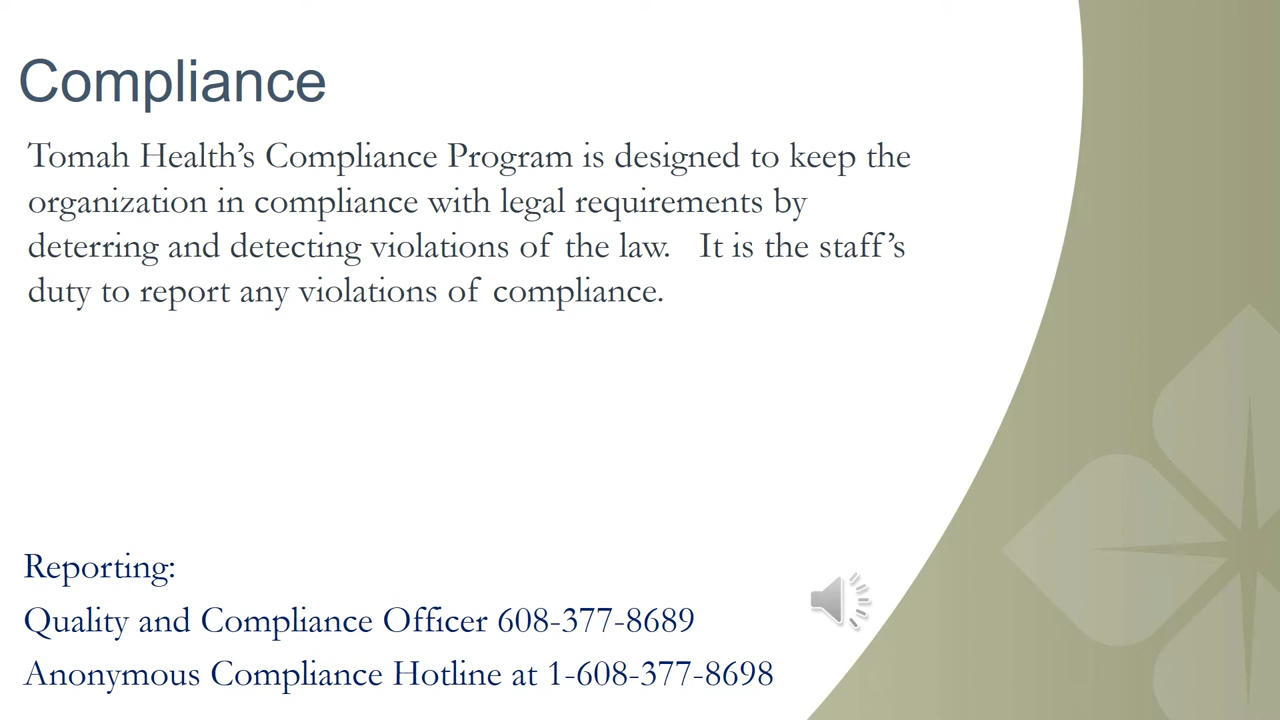 Compliance
Tomah Health’s Compliance Program is designed to keep the
organization in compliance with legal requirements by
deterring and detecting violations of the law. It is the staff’s
duty to report any violations of compliance.
Reporting:
Quality and Compliance Officer 608-377-8689
Anonymous Compliance Hotline at 1-608-377-8698